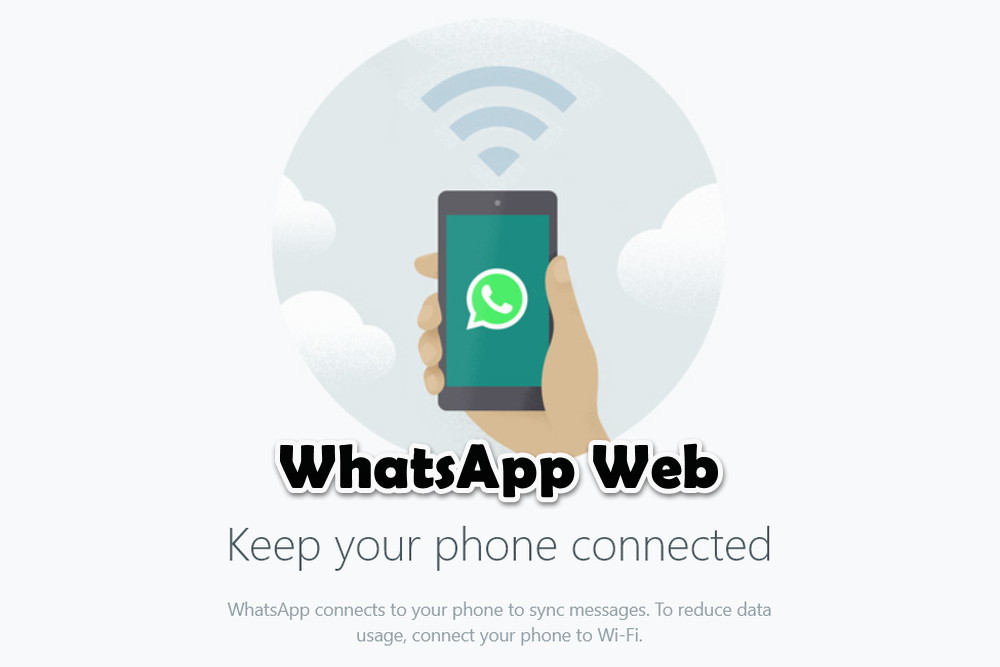 WhatsApp Web
Keep your phone connected
WhatsApp connects to your phone to sync messages. To reduce data
usage, connect your phone to Wi-Fi.